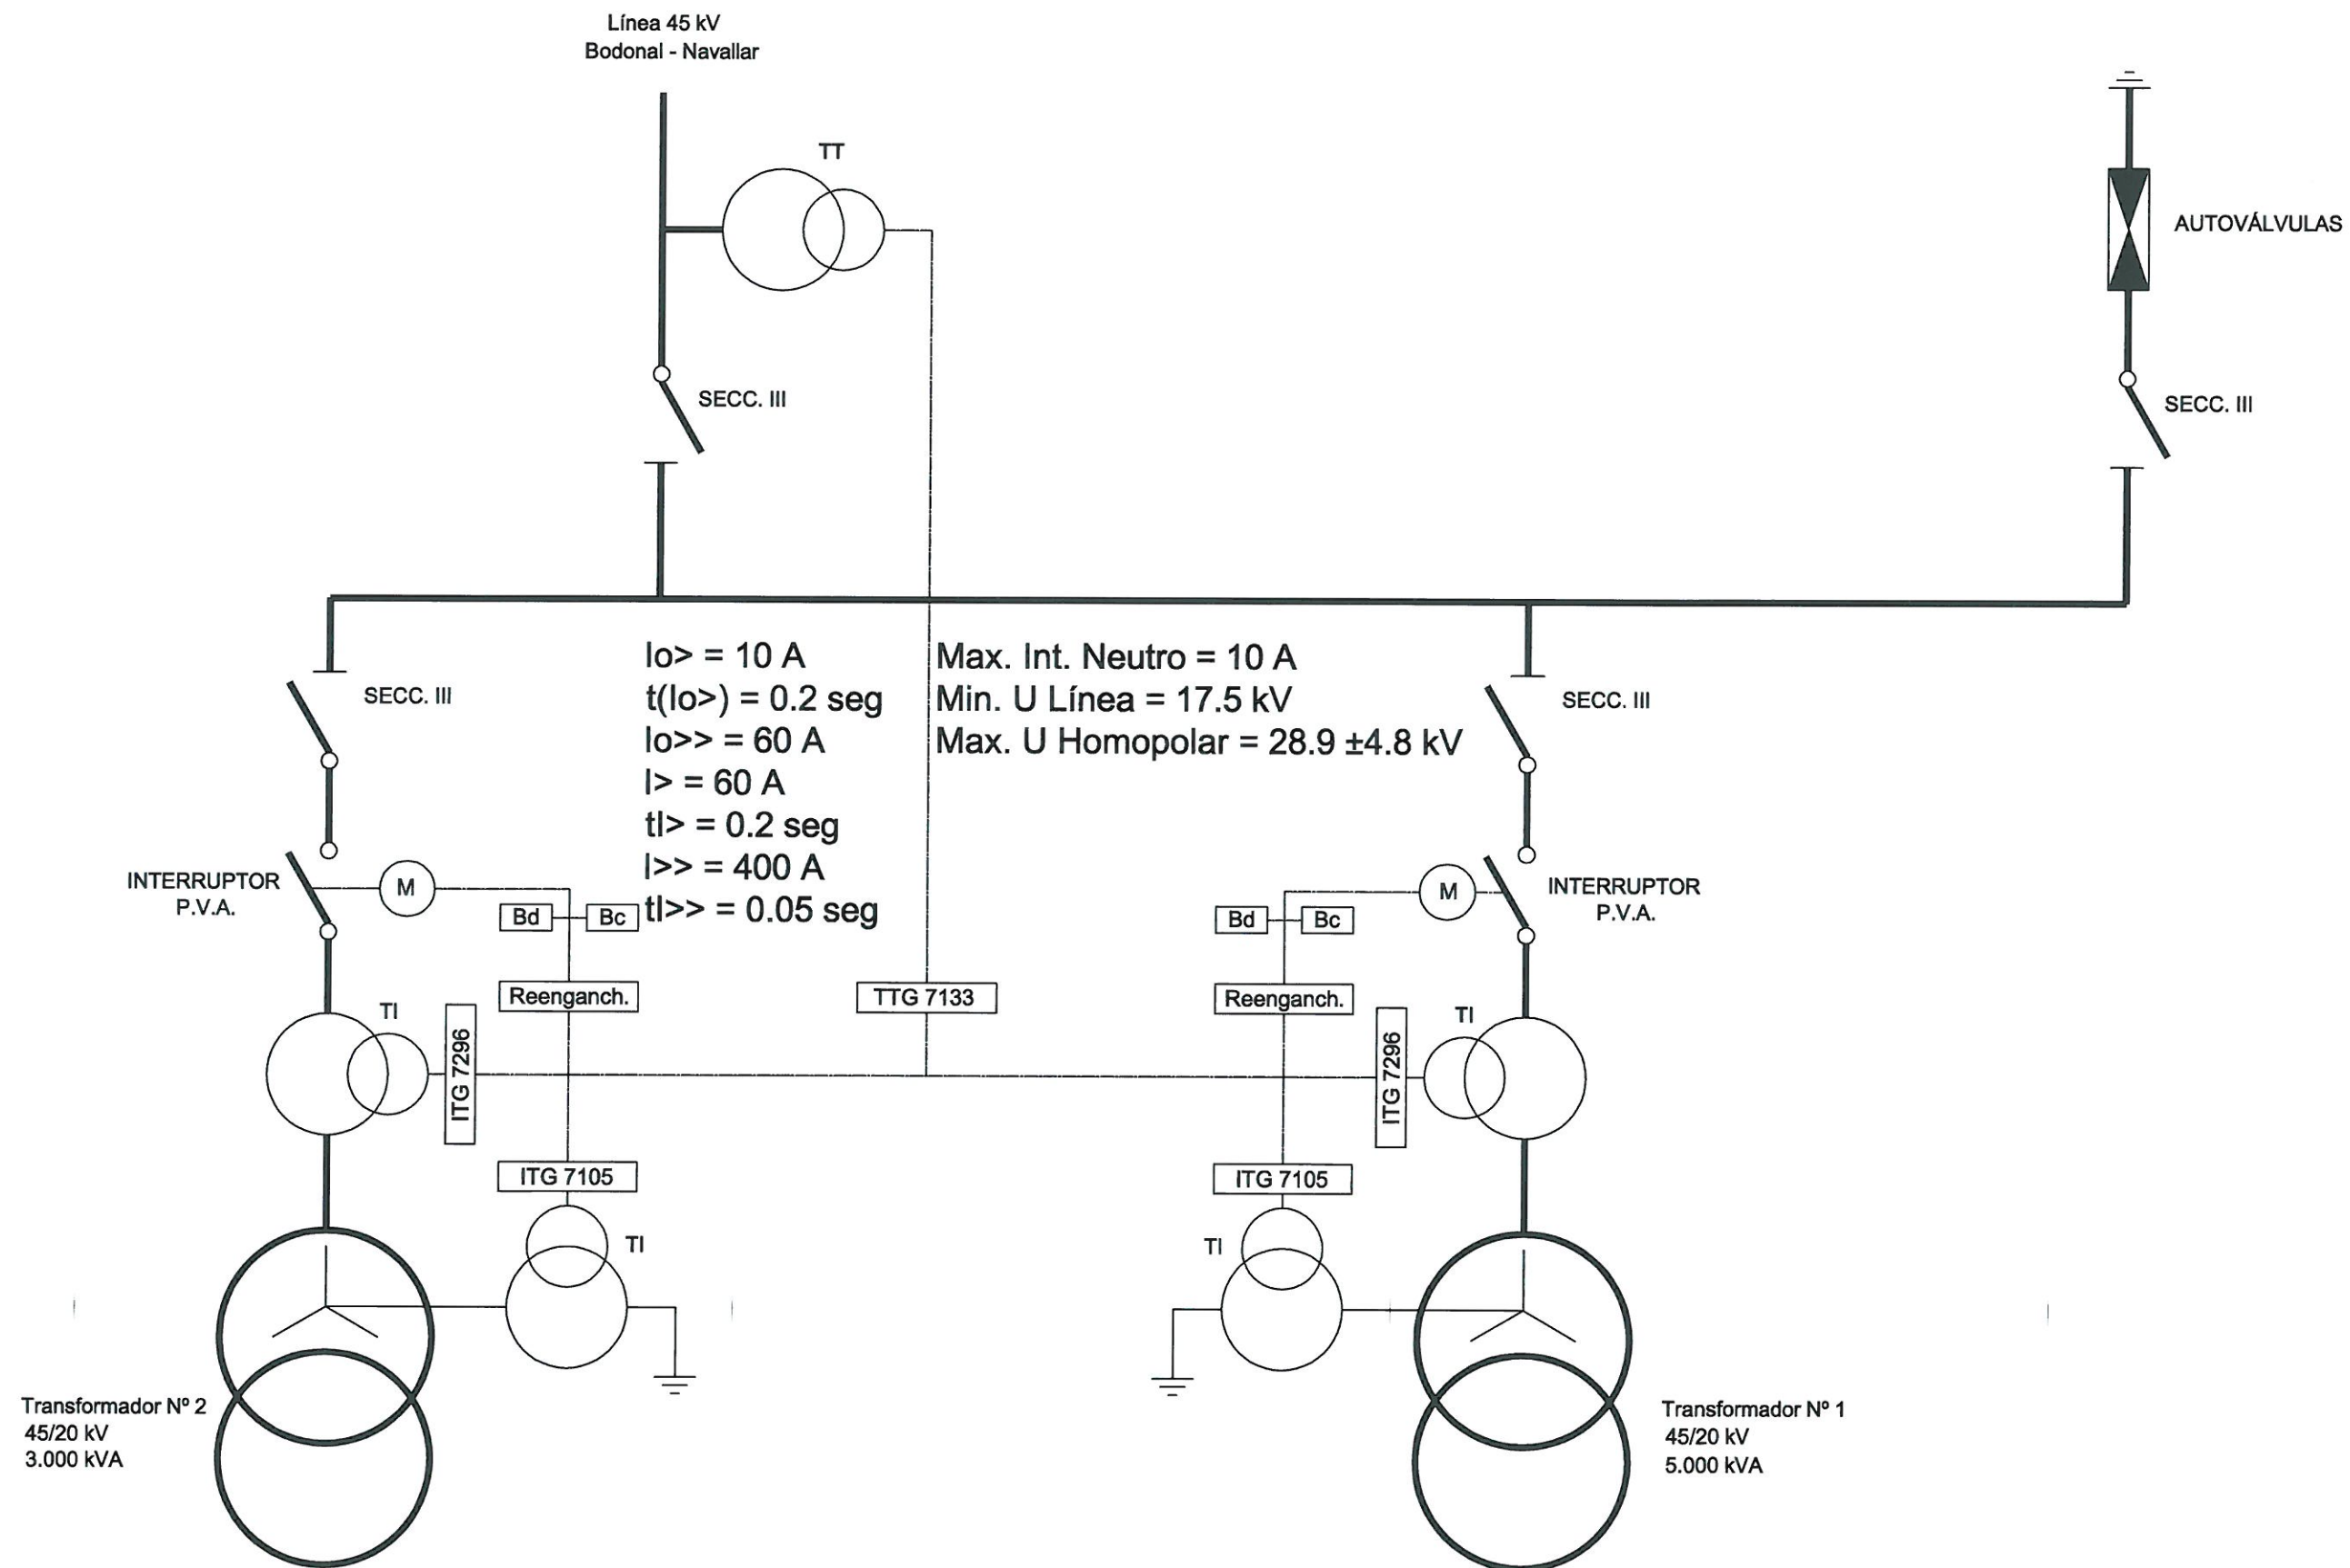 Línea 45 kV
Bodonal - Navallar
TT
AUTOVÁLVULAS
SECC. III
SECC. III
Io> = 10 A
t(Io>) = 0.2 seg
Io>> = 60 A
I> = 60 A
tI> = 0.2 seg
I>> = 400 A
tI>> = 0.05 seg
Max. Int. Neutro = 10 A
Min. U Línea = 17.5 kV
Max. U Homopolar = 28.9 ±4.8 kV
SECC. III
SECC. III
INTERRUPTOR
P.V.A.
M
Bd
Bc
Bd
Bc
M
INTERRUPTOR
P.V.A.
Reenganch.
TTG 7133
Reenganch.
TI
ITG 7296
ITG 7296
TI
ITG 7105
ITG 7105
TI
TI
Transformador Nº 2
45/20 kV
3.000 kVA
Transformador Nº 1
45/20 kV
5.000 kVA